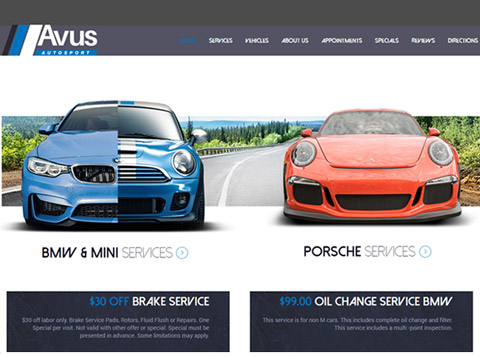 Avus
AUTOSPORT
HOME SERVICES VEHICLES ABOUT US APPOINTMENTS SPECIALS REVIEWS DIRECTIONS
BMW & MINI SERVICES
PORSCHE SERVICES
$30 OFF BRAKE SERVICE
$30 off labor only. Brake Service Pads, Rotors, Fluid Flush or Repairs. One
Special per visit. Not valid with other offer or special. Special must be
presented in advance. Some limitations may apply.
$99.00 OIL CHANGE SERVICE BMW
This service is for non M cars. This includes complete oil change and filter.
This service includes a multi-point inspection.